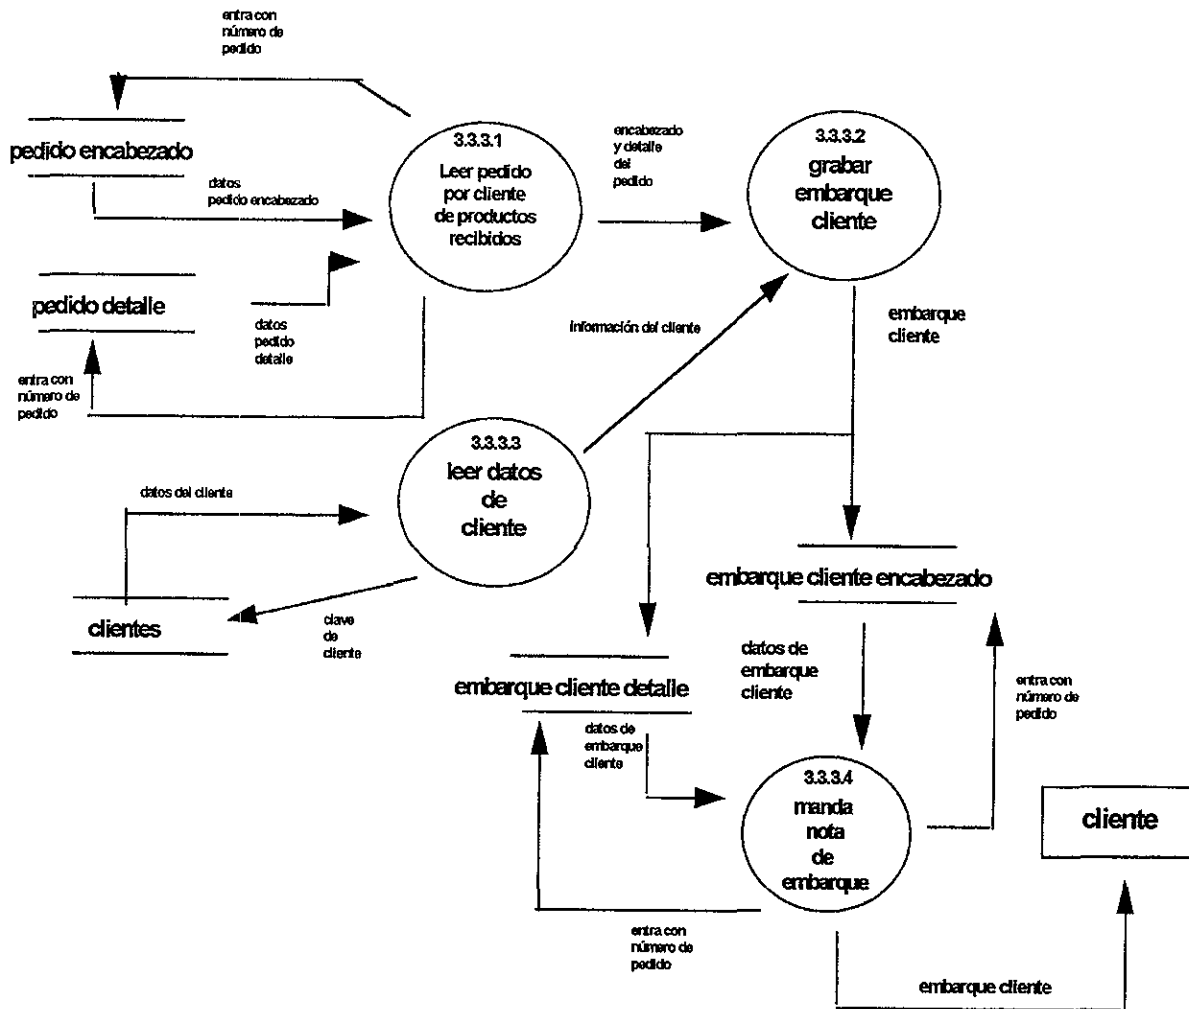 entra con
número de
pedido
pedido encabezado
datos
pedido encabezado
3.3.3.1
Leer pedido
por cliente
de productos
recibidos
encabezado
y detalle
del
pedido
3.3.3.2
grabar
embarque
cliente
pedido detalle
datos
pedido
detalle
entra con
número de
pedido
información del cliente
embarque
cliente
3.3.3.3
leer datos
de
cliente
datos del cliente
clientes
clave
de
cliente
embarque cliente encabezado
embarque cliente detalle
datos de
embarque
cliente
entra con
número de
pedido
datos de
embarque
cliente
3.3.3.4
manda
nota
de
embarque
cliente
entra con
número de
pedido
embarque cliente